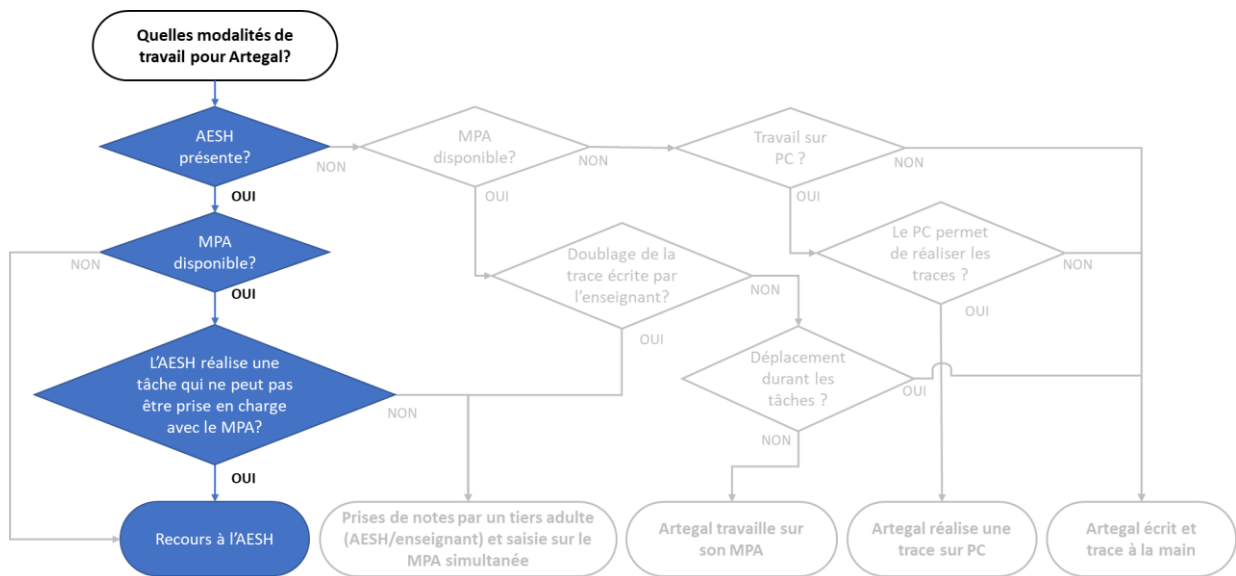 Quelles modalités de
travail pour Artegal?
AESH
présente?
NON
MPA
disponible?
NON
Travail sur
PC ?
NON
OUI
OUI
OUI
MPA
disponible?
NON
OUI
Doublage de la
trace écrite par
l'enseignant?
NON
OUI
Le PC permet
de réaliser les
traces ?
NON
OUI
L'AESH réalise une
tâche qui ne peut pas
être prise en charge
avec le MPA?
NON
OUI
Déplacement
durant les
tâches ?
OUI
NON
Recours à l'AESH
Prises de notes par un tiers adulte
(AESH/enseignant) et saisie sur le
MPA simultanée
Artegal travaille sur
son MPA
Artegal réalise une
trace sur PC
Artegal écrit et
trace à la main